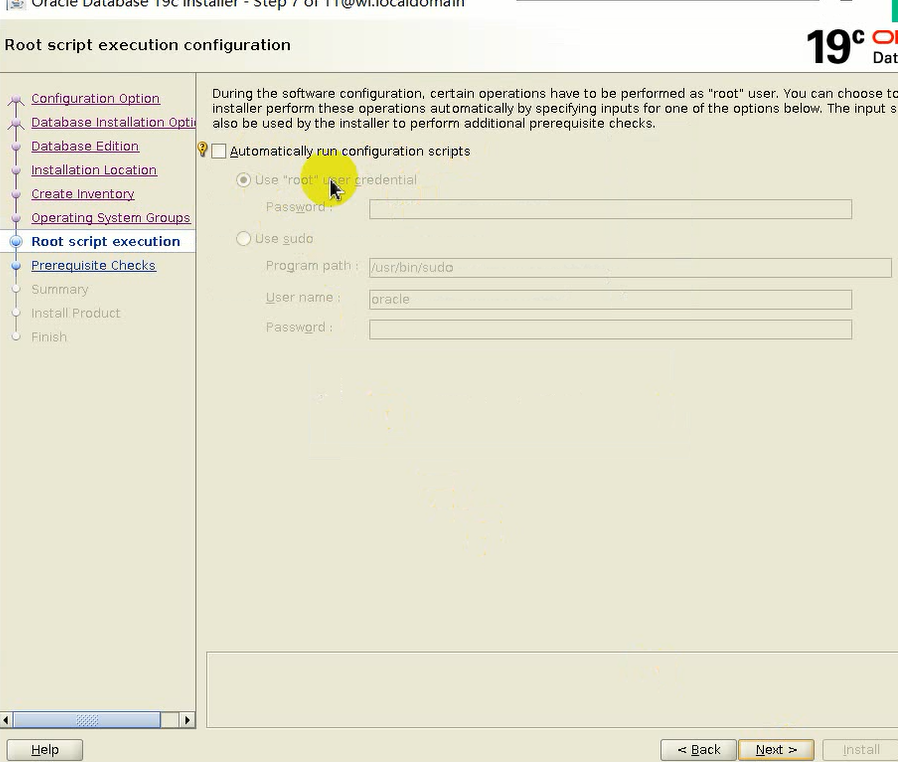 Oracle Database 19c Installer - Step 7 of 11@wl.localdomain
Root script execution configuration
19c
Configuration Option
Database Installation Opti
Database Edition
Installation Location
Create Inventory
Operating System Groups
Root script execution
Prerequisite Checks
Summary
Install Product
Finish
During the software configuration, certain operations have to be performed as "root" user. You can choose to
installer perform these operations automatically by specifying inputs for one of the options below. The input s
also be used by the installer to perform additional prerequisite checks.
Automatically run configuration scripts
Use "root" user credential
Password :
Use sudo
Program path : /usr/bin/sudo
User name : oracle
Password :
Help
< Back
Next >
Install